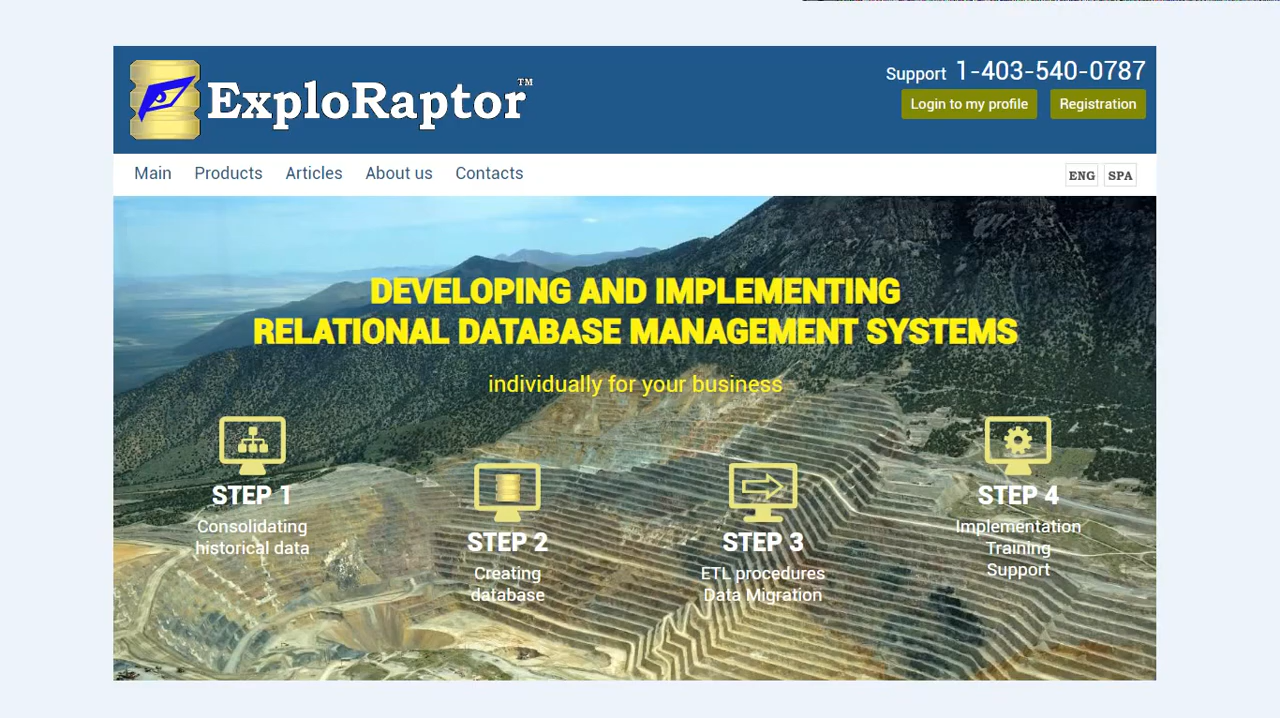 ExploRaptor™
Support 1-403-540-0787
Login to my profile Registration
Main Products Articles About us Contacts ENG SPA
DEVELOPING AND IMPLEMENTING
RELATIONAL DATABASE MANAGEMENT SYSTEMS
individually for your business
STEP 1
Consolidating
historical data
STEP 2
Creating
database
STEP 3
ETL procedures
Data Migration
STEP 4
Implementation
Training
Support